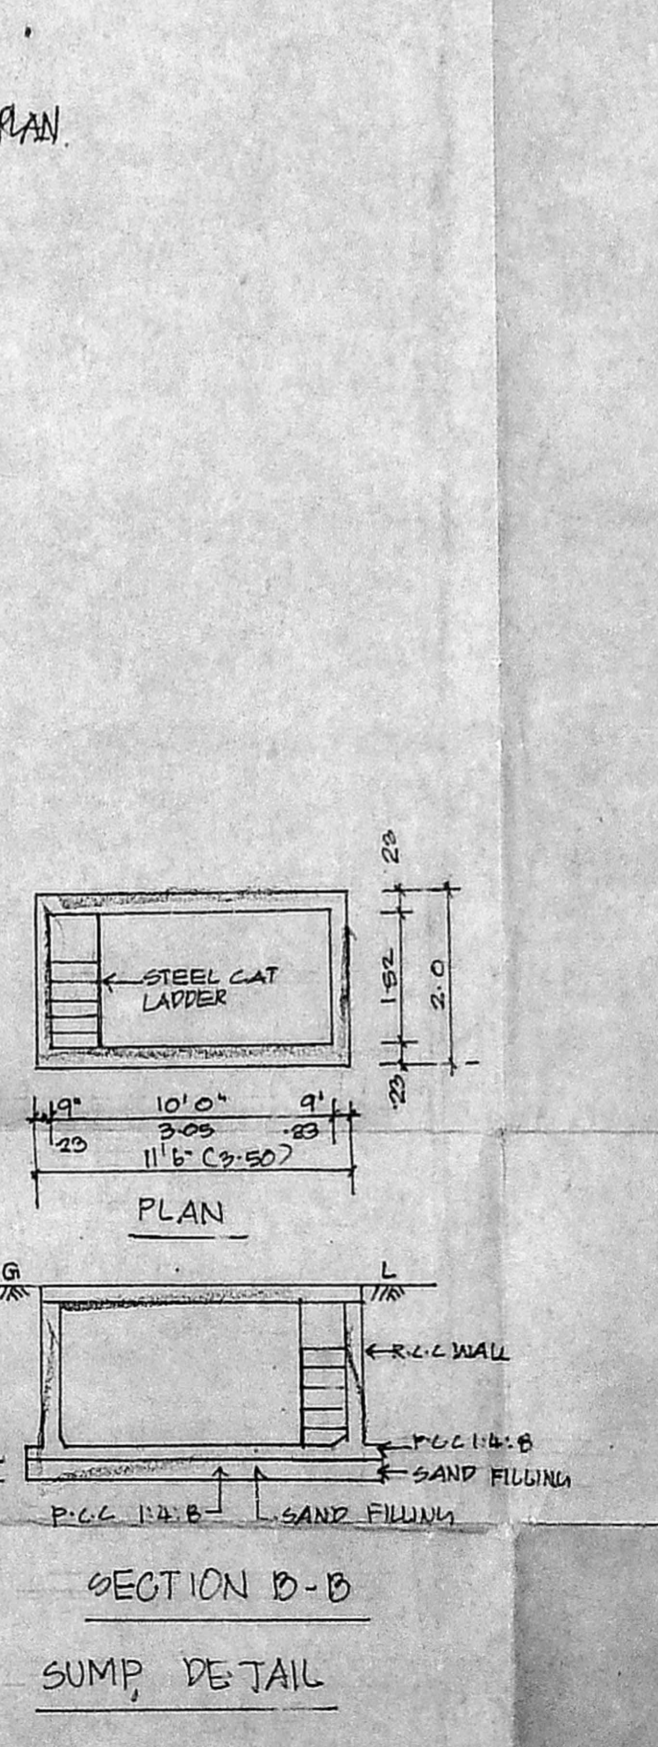 PLAN.
.23
STEEL CAT
LADDER
1.52
2.0
.23
9" 10'0" 9'
.23 3.05 .23
11'6" (3.50)
PLAN
G L
R.C.C WALL
P.C.C 1:4:8
SAND FILLING
P.C.C 1:4:8 SAND FILLING
SECTION B-B
SUMP, DETAIL